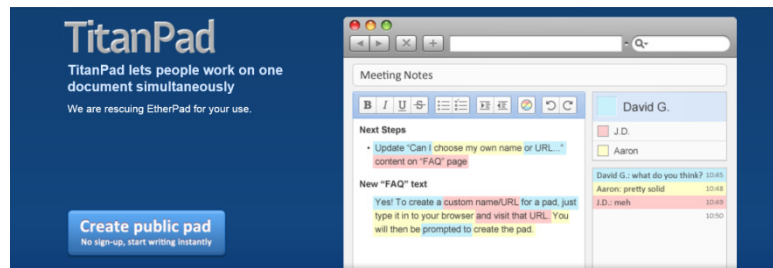 TitanPad
TitanPad lets people work on one
document simultaneously
We are rescuing EtherPad for your use.
Create public pad
No sign-up, start writing instantly
Meeting Notes
B I U S
Next Steps
• Update “Can I choose my own name or URL...”
content on “FAQ” page
New “FAQ” text
Yes! To create a custom name/URL for a pad, just
type it in to your browser and visit that URL. You
will then be prompted to create the pad.
David G.
J.D.
Aaron
David G.: what do you think? 10:45
Aaron: pretty solid 10:48
J.D.: meh 10:49
10:50